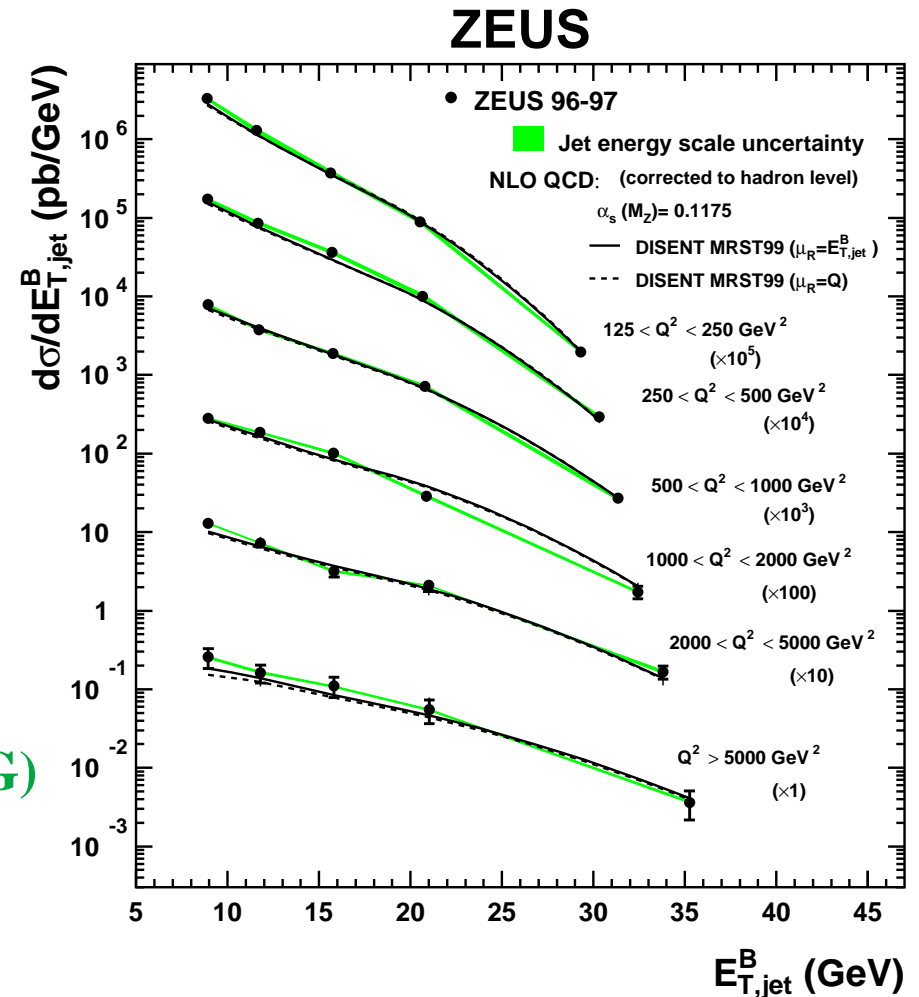 ZEUS
dσ/dE^B_T,jet (pb/GeV)
ZEUS 96-97
Jet energy scale uncertainty
NLO QCD: (corrected to hadron level)
α_s (M_Z)= 0.1175
DISENT MRST99 (μ_R=E^B_T,jet )
DISENT MRST99 (μ_R=Q)
125 < Q² < 250 GeV²
(×10⁵)
250 < Q² < 500 GeV²
(×10⁴)
500 < Q² < 1000 GeV²
(×10³)
1000 < Q² < 2000 GeV²
(×100)
2000 < Q² < 5000 GeV²
(×10)
Q² > 5000 GeV²
(×1)
G)
10⁶
10⁵
10⁴
10³
10²
10
1
10⁻¹
10⁻²
10⁻³
5 10 15 20 25 30 35 40 45
E^B_T,jet (GeV)